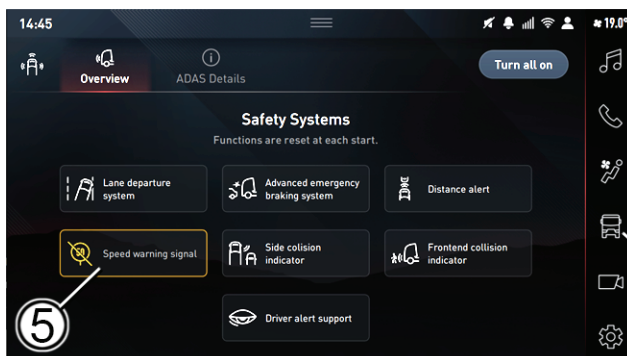 14:45
19.0°
Overview
ADAS Details
Turn all on
Safety Systems
Functions are reset at each start.
Lane departure
system
Advanced emergency
braking system
Distance alert
50
Speed warning signal
Side colision
indicator
Frontend collision
indicator
5
Driver alert support